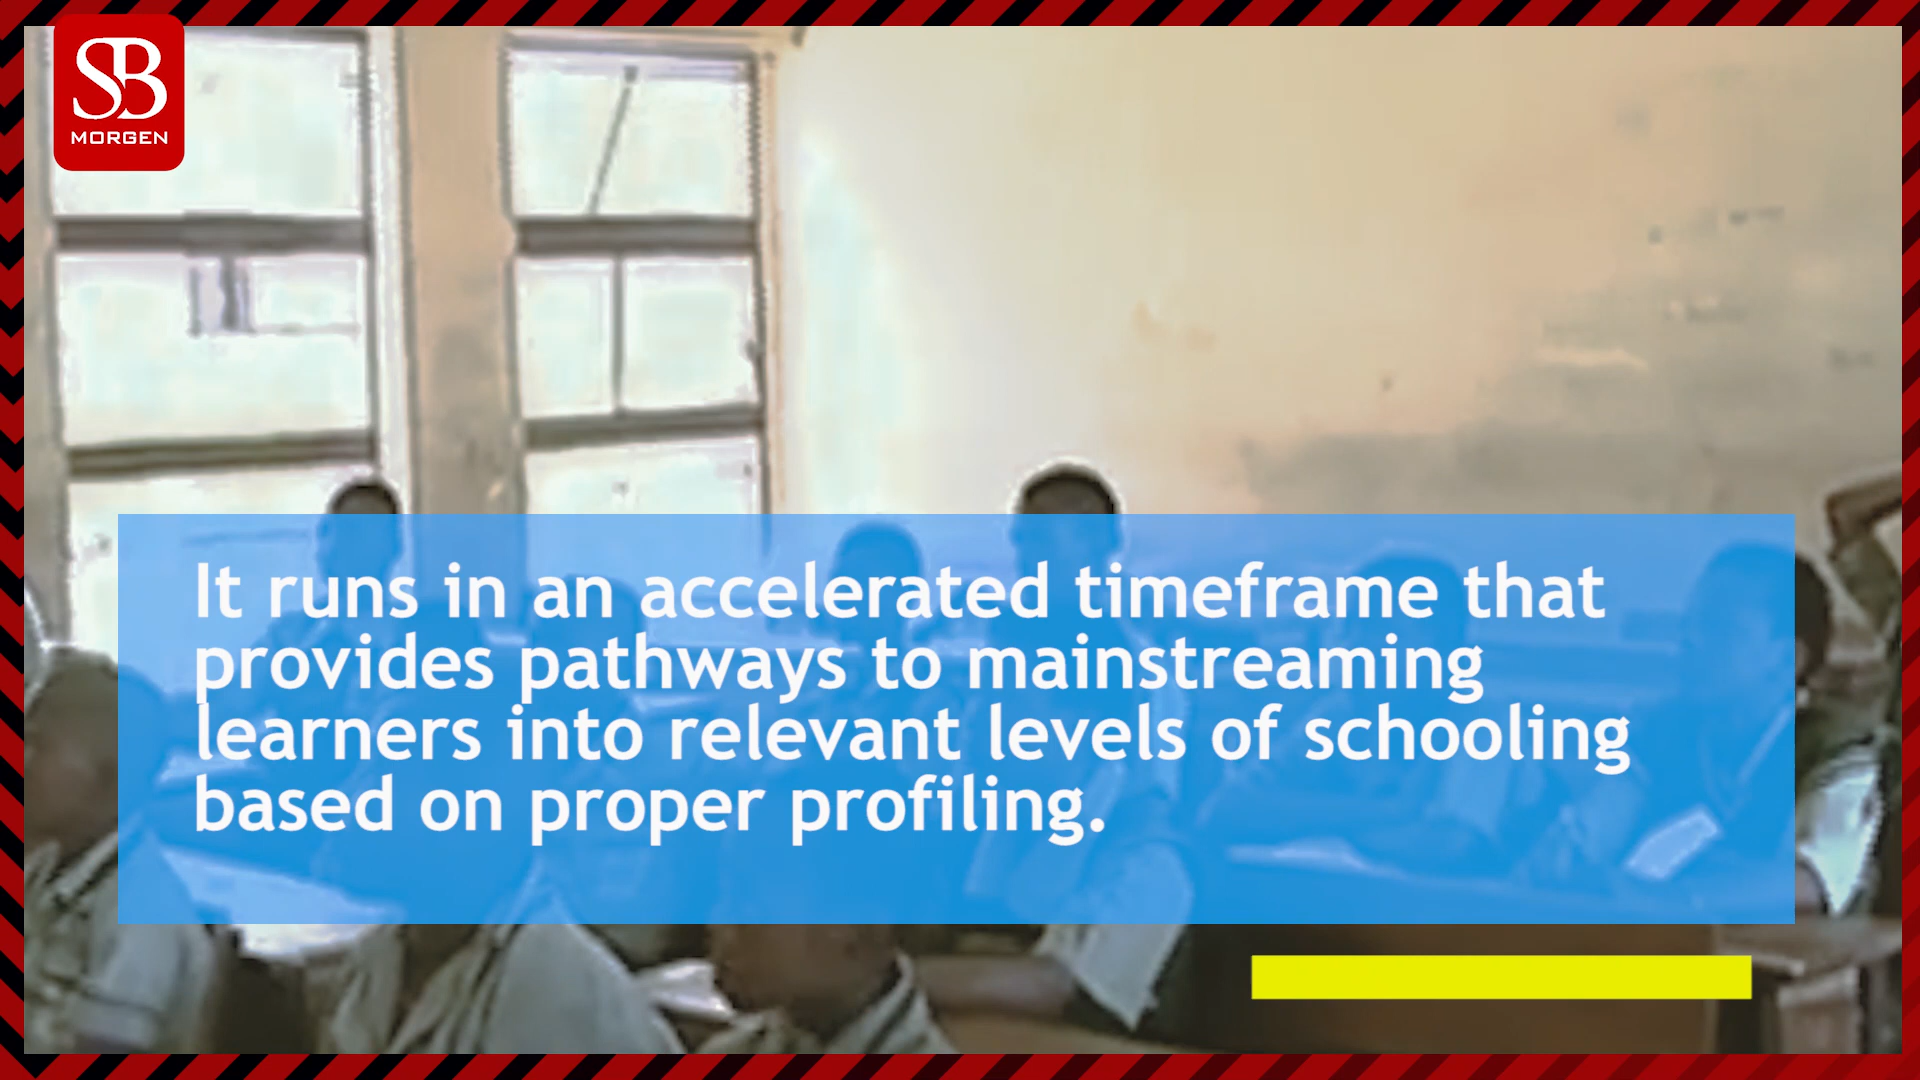 SB
MORGEN
It runs in an accelerated timeframe that
provides pathways to mainstreaming
learners into relevant levels of schooling
based on proper profiling.